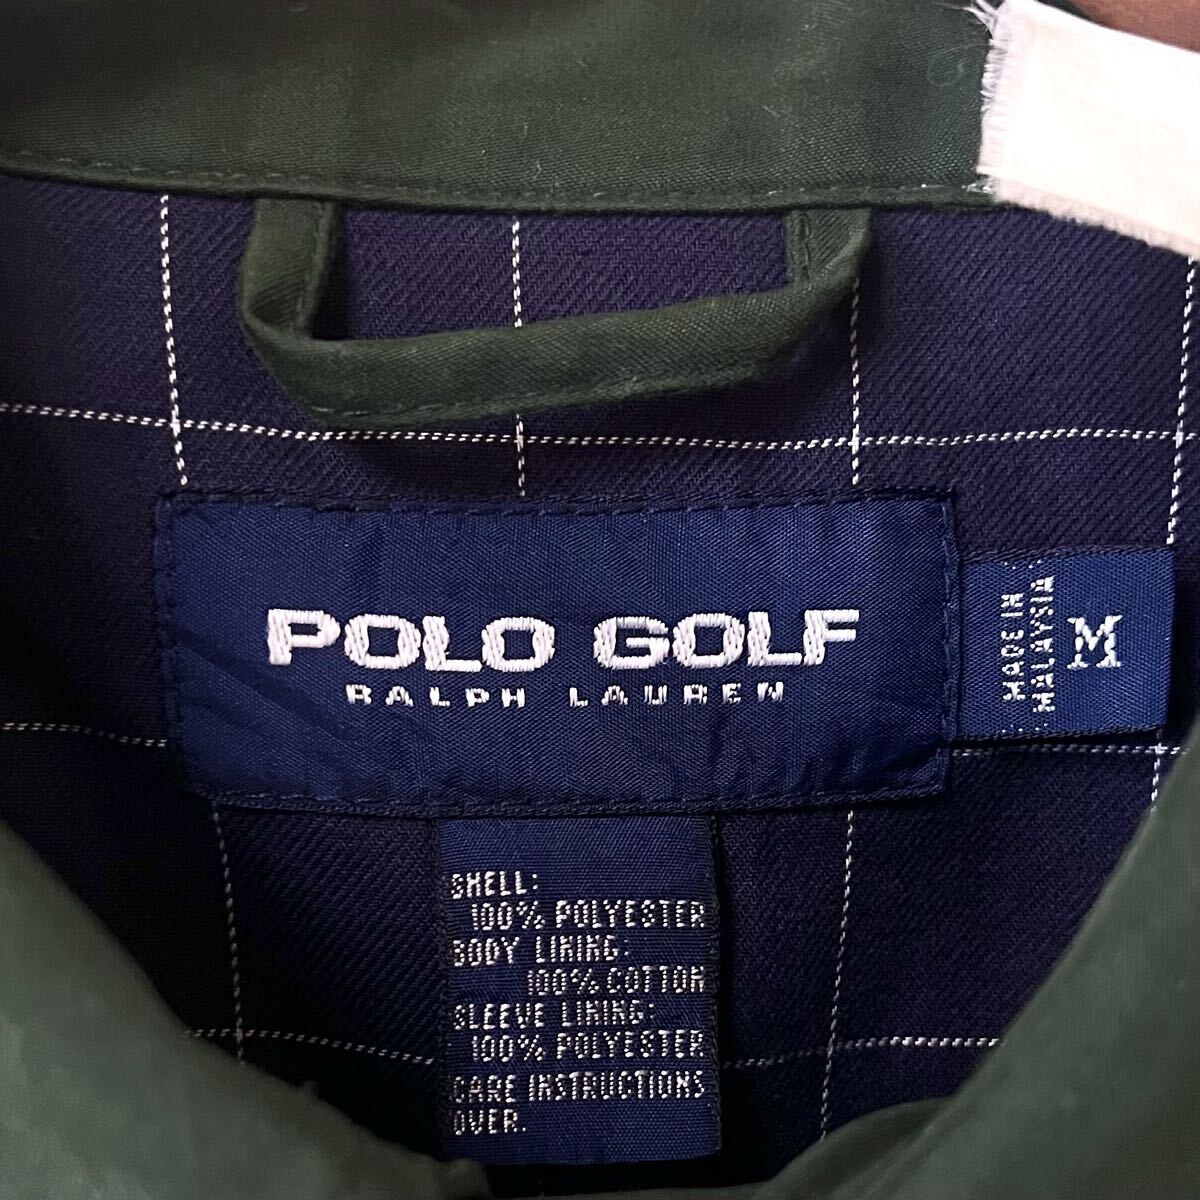 POLO GOLF
RALPH LAUREN
M
MADE IN
MALAYSIA
SHELL:
100% POLYESTER
BODY LINING:
100% COTTON
SLEEVE LINING:
100% POLYESTER
CARE INSTRUCTIONS
OVER.